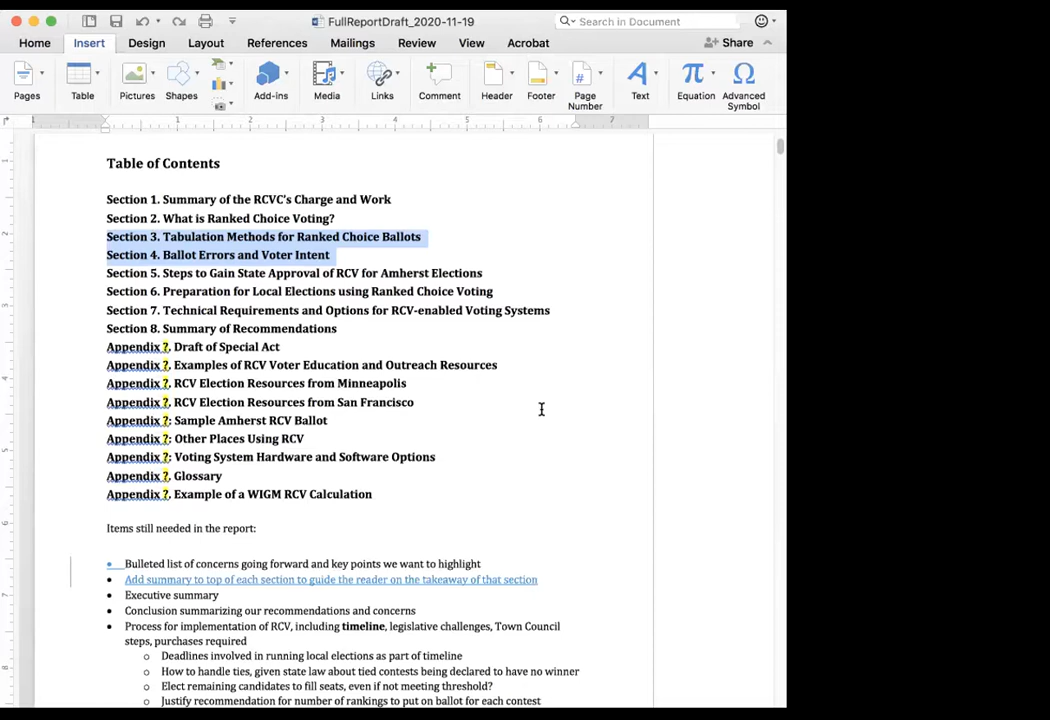 FullReportDraft_2020-11-19
Search in Document
Home Insert Design Layout References Mailings Review View Acrobat Share
Pages Table Pictures Shapes Add-ins Media Links Comment Header Footer Page Number Text Equation Advanced Symbol
1 1 2 3 4 5 6 7
Table of Contents
Section 1. Summary of the RCVC's Charge and Work
Section 2. What is Ranked Choice Voting?
Section 3. Tabulation Methods for Ranked Choice Ballots
Section 4. Ballot Errors and Voter Intent
Section 5. Steps to Gain State Approval of RCV for Amherst Elections
Section 6. Preparation for Local Elections using Ranked Choice Voting
Section 7. Technical Requirements and Options for RCV-enabled Voting Systems
Section 8. Summary of Recommendations
Appendix ?. Draft of Special Act
Appendix ?. Examples of RCV Voter Education and Outreach Resources
Appendix ?. RCV Election Resources from Minneapolis
Appendix ?. RCV Election Resources from San Francisco
Appendix ?: Sample Amherst RCV Ballot
Appendix ?: Other Places Using RCV
Appendix ?: Voting System Hardware and Software Options
Appendix ?. Glossary
Appendix ?. Example of a WIGM RCV Calculation
Items still needed in the report:
• Bulleted list of concerns going forward and key points we want to highlight
• Add summary to top of each section to guide the reader on the takeaway of that section
• Executive summary
• Conclusion summarizing our recommendations and concerns
• Process for implementation of RCV, including timeline, legislative challenges, Town Council
steps, purchases required
o Deadlines involved in running local elections as part of timeline
o How to handle ties, given state law about tied contests being declared to have no winner
o Elect remaining candidates to fill seats, even if not meeting threshold?
o Justify recommendation for number of rankings to put on ballot for each contest